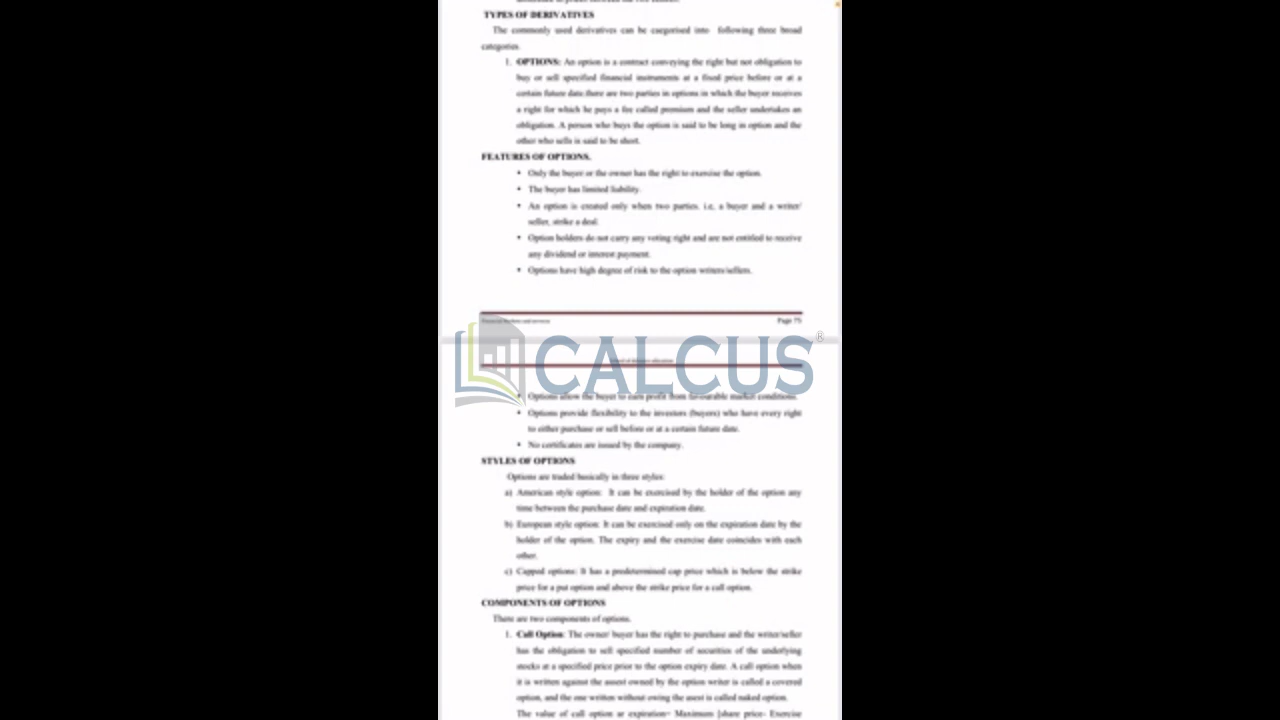 TYPES OF DERIVATIVES
The commonly used derivatives can be caegorised into following three broad
categories.
1. OPTIONS: An option is a contract conveying the right but not obligation to
buy or sell specified financial instruments at a fixed price before or at a
certain future date.there are two parties in options in which the buyer receives
a right for which he pays a fee called premium and the seller undertakes an
obligation. A person who buys the option is said to be long in option and the
other who sells is said to be short.
FEATURES OF OPTIONS.
• Only the buyer or the owner has the right to exercise the option.
• The buyer has limited liability.
• An option is created only when two parties. i.e. a buyer and a writer/
seller, strike a deal.
• Option holders do not carry any voting right and are not entitled to receive
any dividend or interest payment.
• Options have high degree of risk to the option writers/sellers.
Page 75
CALCUS®
• Options allow the buyer to earn profit from favourable market conditions.
• Options provide flexibility to the investors (buyers) who have every right
to either purchase or sell before or at a certain future date.
• No certificates are issued by the company.
STYLES OF OPTIONS
Options are traded basically in three styles:
a) American style option: It can be exercised by the holder of the option any
time between the purchase date and expiration date.
b) European style option: It can be exercised only on the expiration date by the
holder of the option. The expiry and the exercise date coincides with each
other.
c) Capped options: It has a predetermined cap price which is below the strike
price for a put option and above the strike price for a call option.
COMPONENTS OF OPTIONS
There are two components of options.
1. Call Option: The owner/ buyer has the right to purchase and the writer/seller
has the obligation to sell specified number of securities of the underlying
stocks at a specified price prior to the option expiry date. A call option when
it is written against the assest owned by the option writer is called a covered
option, and the one written without owing the asest is called naked option.
The value of call option ar expiration= Maximum [share price- Exercise